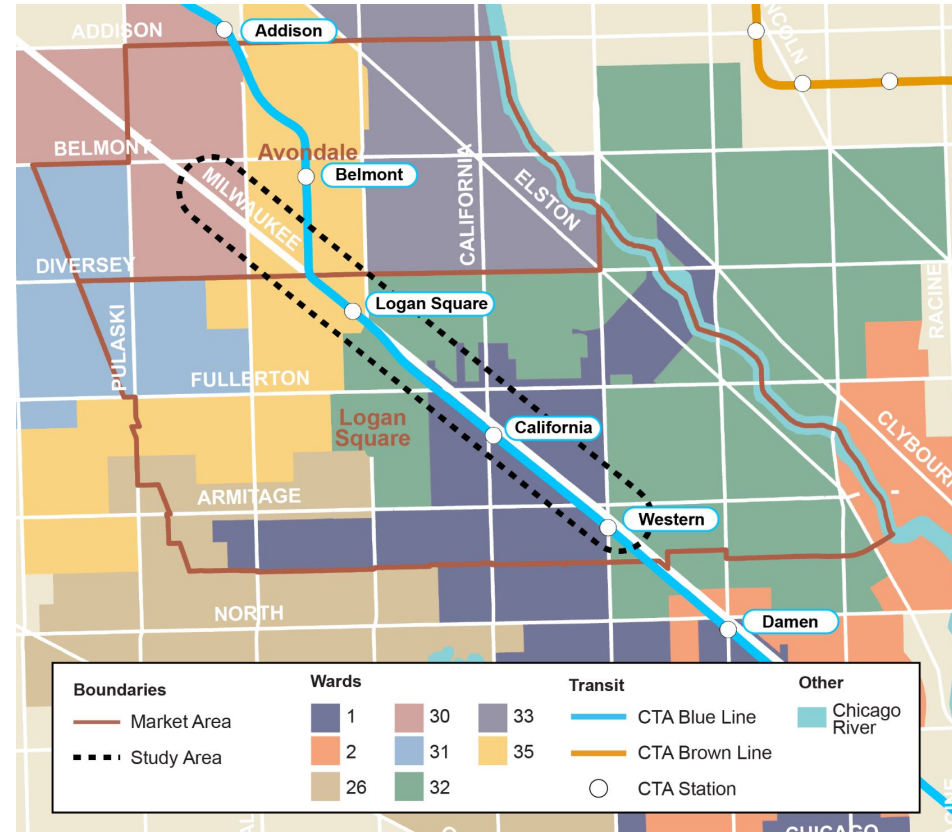 ADDISON
Addison
LINCOLN
BELMONT
Avondale
Belmont
MILWAUKEE
CALIFORNIA
ELSTON
DIVERSEY
Logan Square
RACINE
PULASKI
FULLERTON
Logan
Square
California
CLYBOURN
ARMITAGE
Western
NORTH
Damen
Boundaries
Market Area
Study Area
Wards
1
2
26
30
31
32
33
35
Transit
CTA Blue Line
CTA Brown Line
CTA Station
Other
Chicago
River
CHICAGO